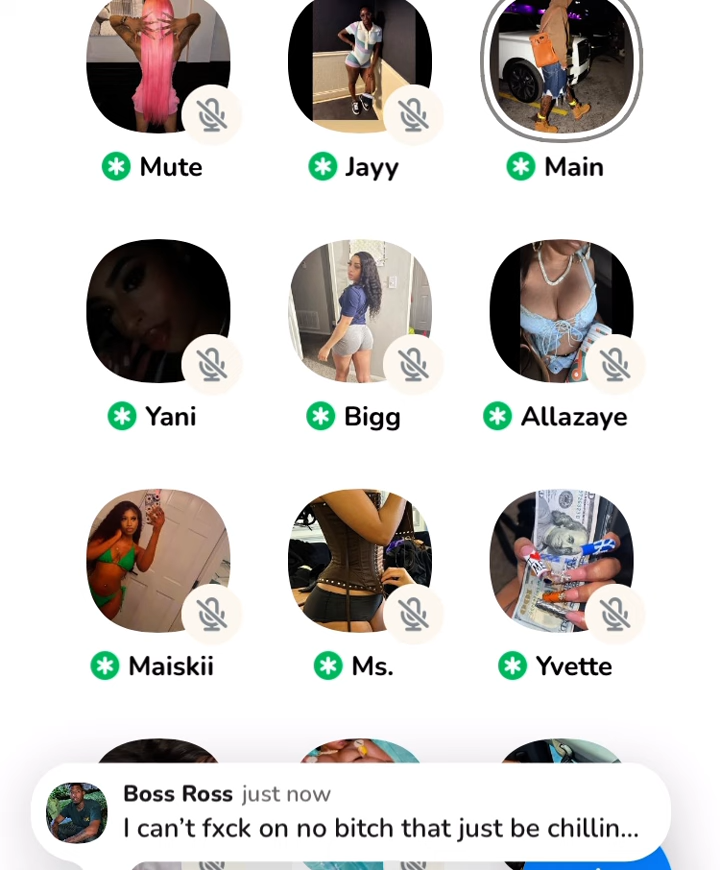 Mute
Jayy
Main
Yani
Bigg
Allazaye
Maiskii
Ms.
Yvette
Boss Ross just now
I can’t fxck on no bitch that just be chillin...